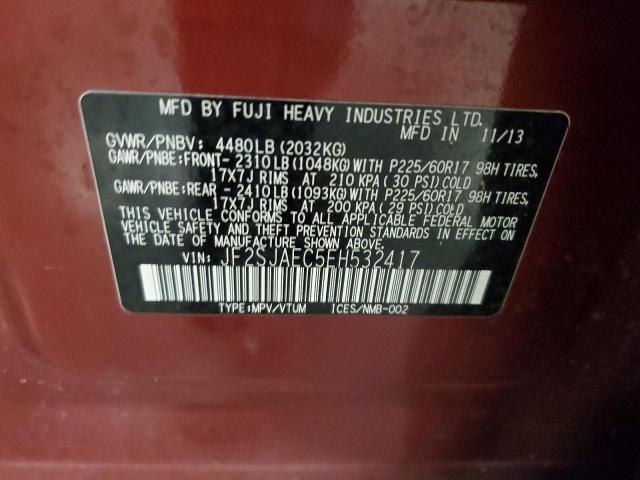 MFD BY FUJI HEAVY INDUSTRIES LTD.
MFD IN 11/13
GVWR/PNBV: 4480LB(2032KG)
GAWR/PNBE:FRONT- 2310LB(1048KG)WITH P225/60R17 98H TIRES,
17X7J RIMS AT 210 KPA(30 PSI)COLD
GAWR/PNBE:REAR - 2410LB(1093KG)WITH P225/60R17 98H TIRES,
17X7J RIMS AT 200 KPA(29 PSI)COLD
THIS VEHICLE CONFORMS TO ALL APPLICABLE FEDERAL MOTOR
VEHICLE SAFETY AND THEFT PREVENTION STANDARDS IN EFFECT
ON THE DATE OF MANUFACTURE SHOWN ABOVE.
VIN: JF2SJAEC5EH532417
TYPE:MPV/VTUM ICES/NMB-002